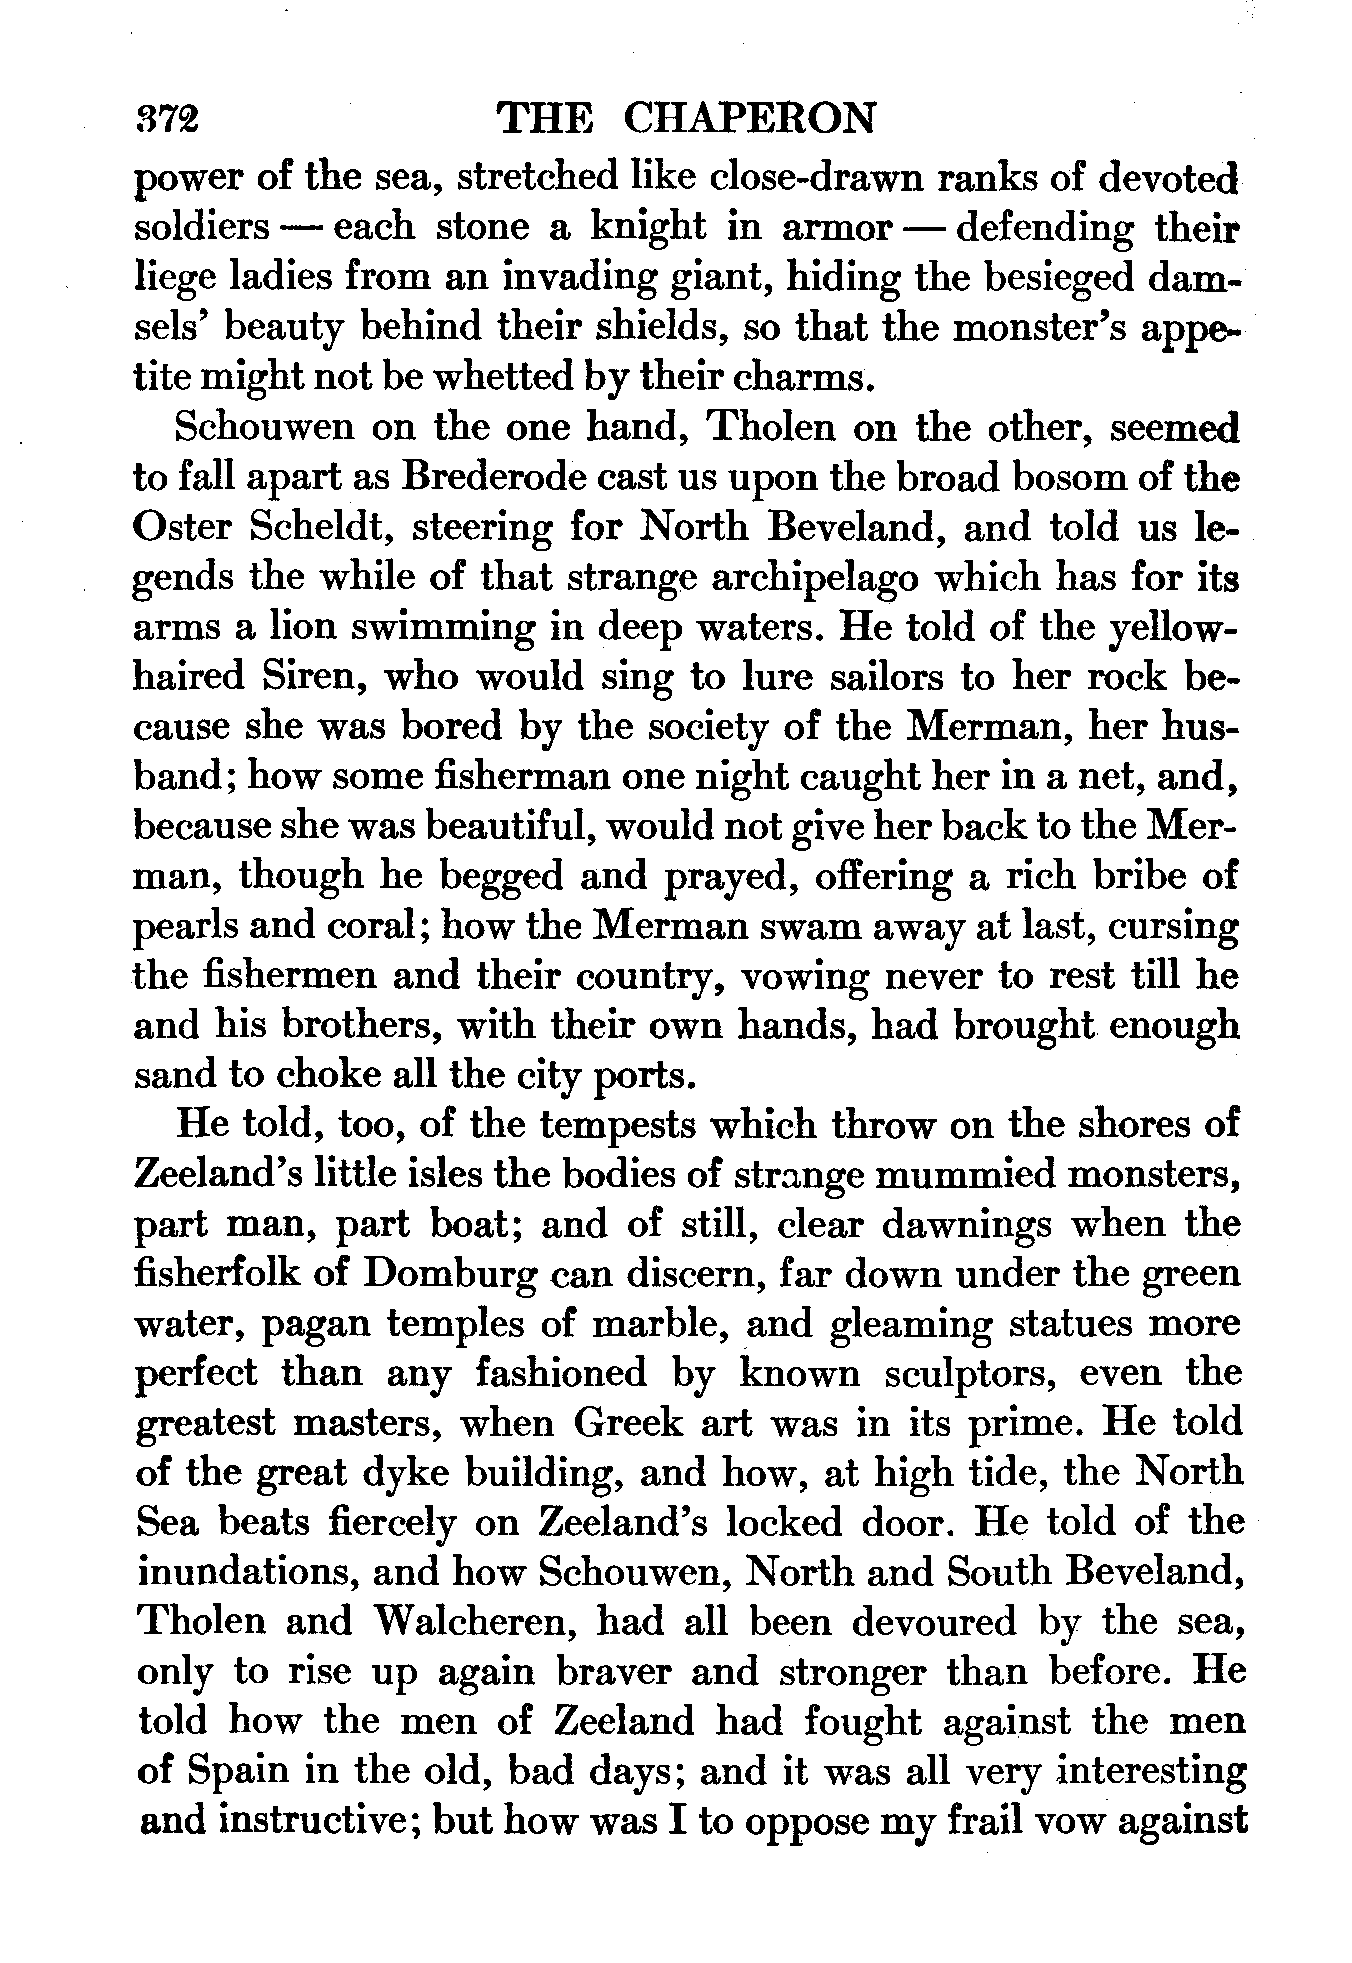 372 THE CHAPERON
power of the sea, stretched like close-drawn ranks of devoted
soldiers — each stone a knight in armor — defending their
liege ladies from an invading giant, hiding the besieged dam-
sels' beauty behind their shields, so that the monster's appe-
tite might not be whetted by their charms.
Schouwen on the one hand, Tholen on the other, seemed
to fall apart as Brederode cast us upon the broad bosom of the
Oster Scheldt, steering for North Beveland, and told us le-
gends the while of that strange archipelago which has for its
arms a lion swimming in deep waters. He told of the yellow-
haired Siren, who would sing to lure sailors to her rock be-
cause she was bored by the society of the Merman, her hus-
band; how some fisherman one night caught her in a net, and,
because she was beautiful, would not give her back to the Mer-
man, though he begged and prayed, offering a rich bribe of
pearls and coral; how the Merman swam away at last, cursing
the fishermen and their country, vowing never to rest till he
and his brothers, with their own hands, had brought enough
sand to choke all the city ports.
He told, too, of the tempests which throw on the shores of
Zeeland's little isles the bodies of strange mummied monsters,
part man, part boat; and of still, clear dawnings when the
fisherfolk of Domburg can discern, far down under the green
water, pagan temples of marble, and gleaming statues more
perfect than any fashioned by known sculptors, even the
greatest masters, when Greek art was in its prime. He told
of the great dyke building, and how, at high tide, the North
Sea beats fiercely on Zeeland's locked door. He told of the
inundations, and how Schouwen, North and South Beveland,
Tholen and Walcheren, had all been devoured by the sea,
only to rise up again braver and stronger than before. He
told how the men of Zeeland had fought against the men
of Spain in the old, bad days; and it was all very interesting
and instructive; but how was I to oppose my frail vow against